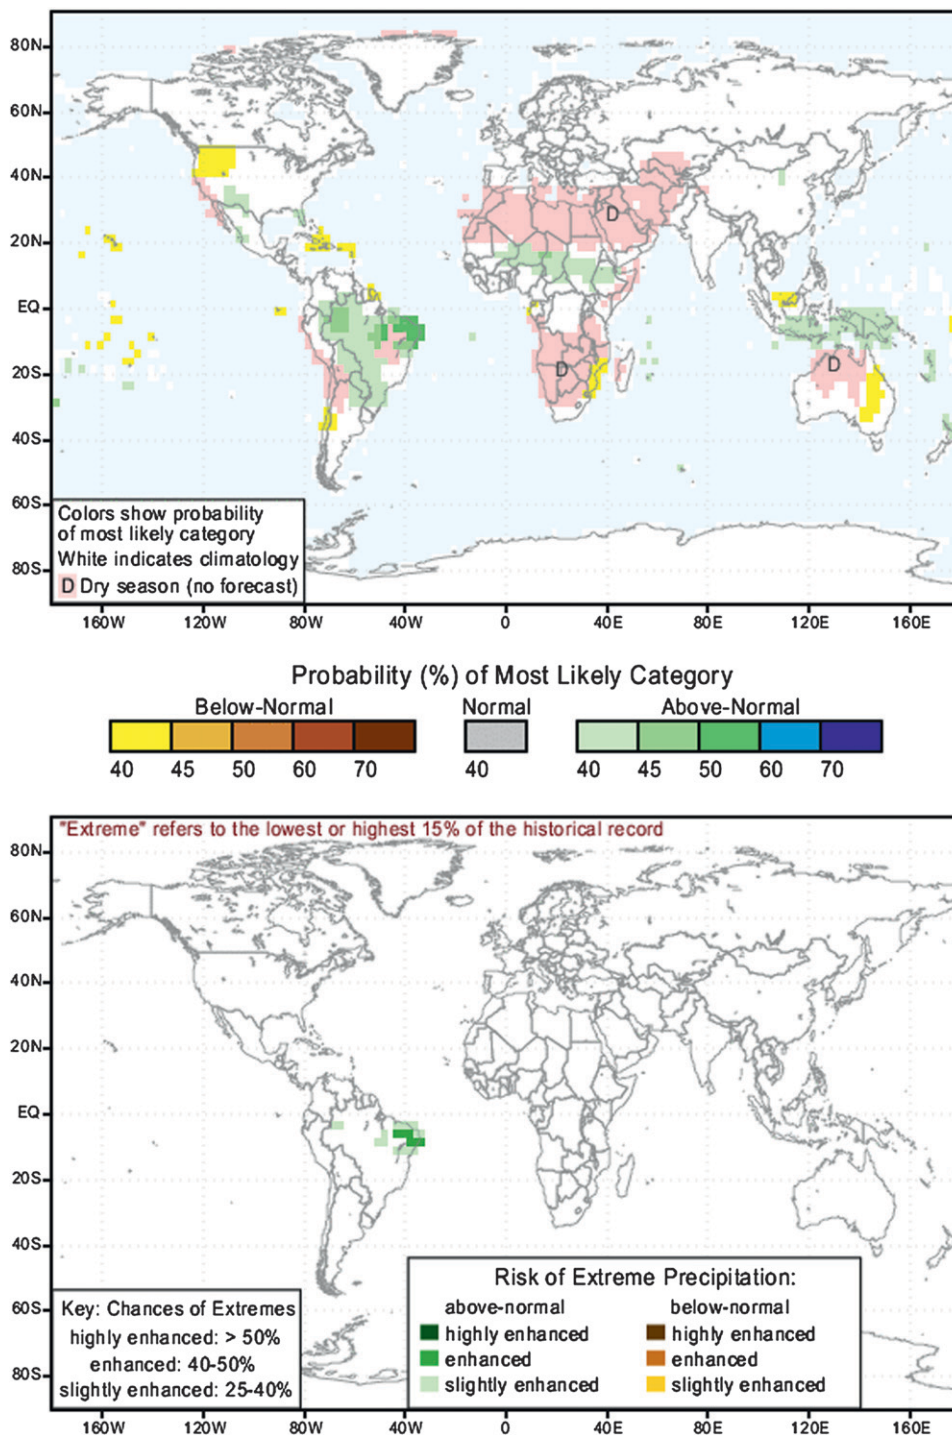 80N
60N
40N
20N
EQ
20S
40S
60S
80S
D
D
D
Colors show probability
of most likely category
White indicates climatology
D Dry season (no forecast)
160W 120W 80W 40W 0 40E 80E 120E 160E
Probability (%) of Most Likely Category
Below-Normal Normal Above-Normal
40 45 50 60 70 40 40 45 50 60 70
"Extreme" refers to the lowest or highest 15% of the historical record
80N
60N
40N
20N
EQ
20S
40S
60S
80S
Key: Chances of Extremes
highly enhanced: > 50%
enhanced: 40-50%
slightly enhanced: 25-40%
Risk of Extreme Precipitation:
above-normal below-normal
highly enhanced highly enhanced
enhanced enhanced
slightly enhanced slightly enhanced
160W 120W 80W 40W 0 40E 80E 120E 160E